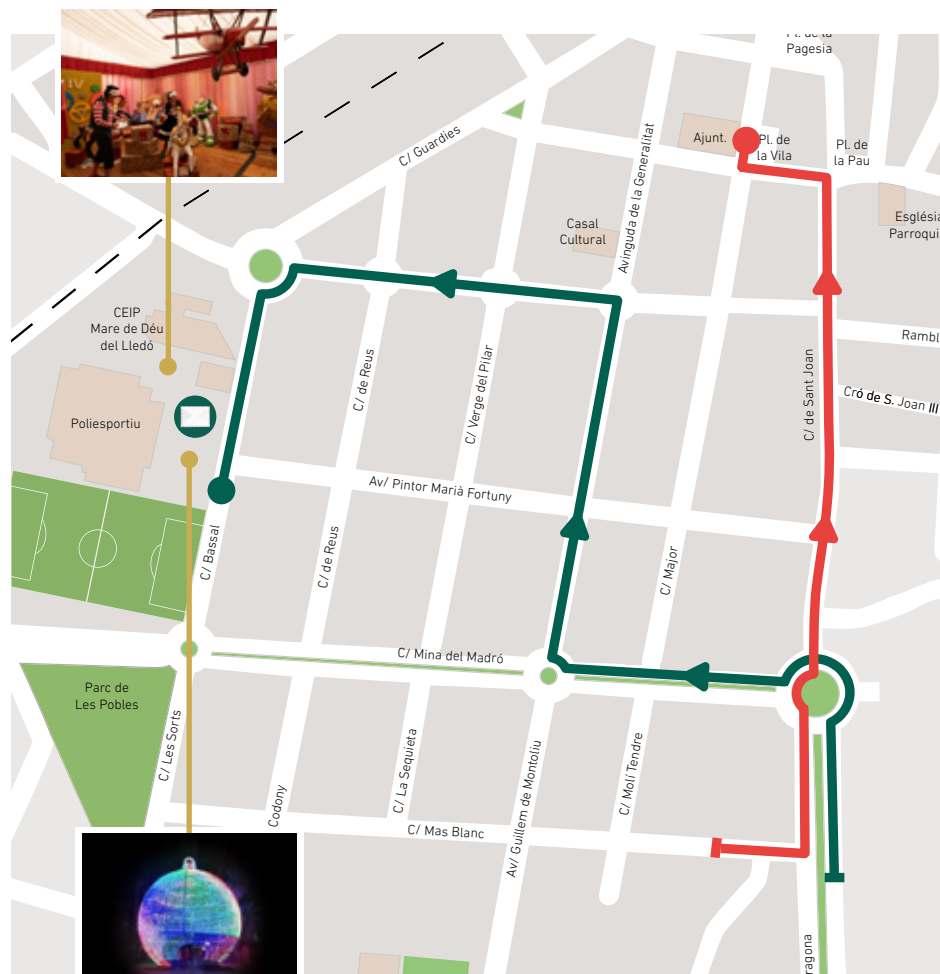 Pagesia
C/ Guardies
Avinguda de la Generalitat
Ajunt.
Pl. de
la Vila
Pl. de
la Pau
Casal
Cultural
Església
Parroqui
CEIP
Mare de Déu
del Lledó
Poliesportiu
C/ de Reus
C/ Verge del Pilar
C/ de Sant Joan
Rambl
Cró de S. Joan III
Av/ Pintor Marià Fortuny
C/ Bassal
C/ de Reus
C/ Major
C/ Mina del Madró
Parc de
Les Pobles
C/ Les Sorts
Codony
C/ La Sequieta
Av/ Guillem de Montoliu
C/ Molí Tendre
C/ Mas Blanc
ragona